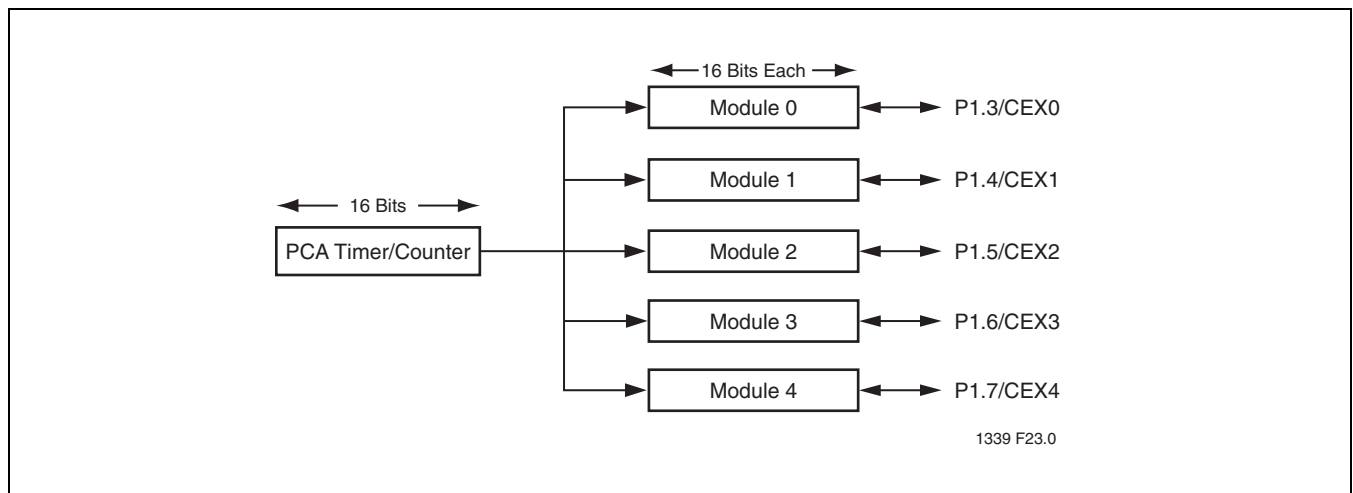 16 Bits Each
Module 0
P1.3/CEX0
Module 1
P1.4/CEX1
16 Bits
PCA Timer/Counter
Module 2
P1.5/CEX2
Module 3
P1.6/CEX3
Module 4
P1.7/CEX4
1339 F23.0